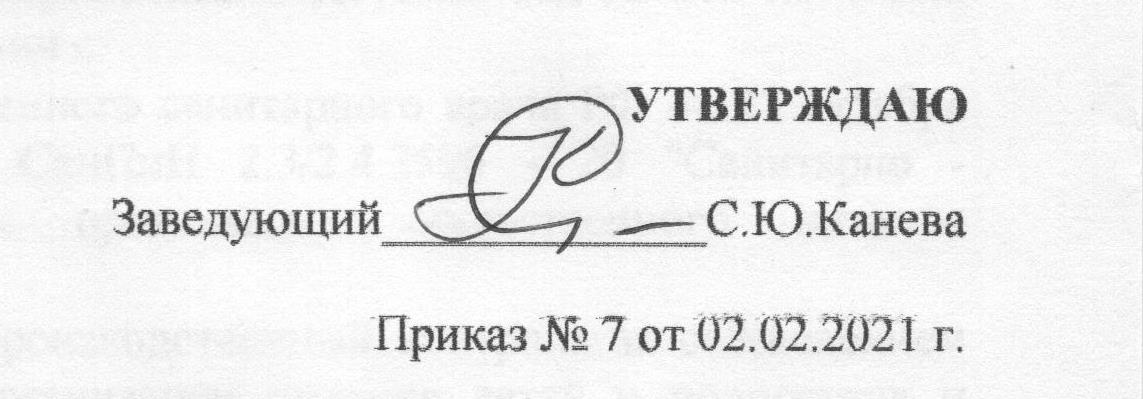 УТВЕРЖДАЮ
Заведующий С.Ю.Канева
Приказ № 7 от 02.02.2021 г.